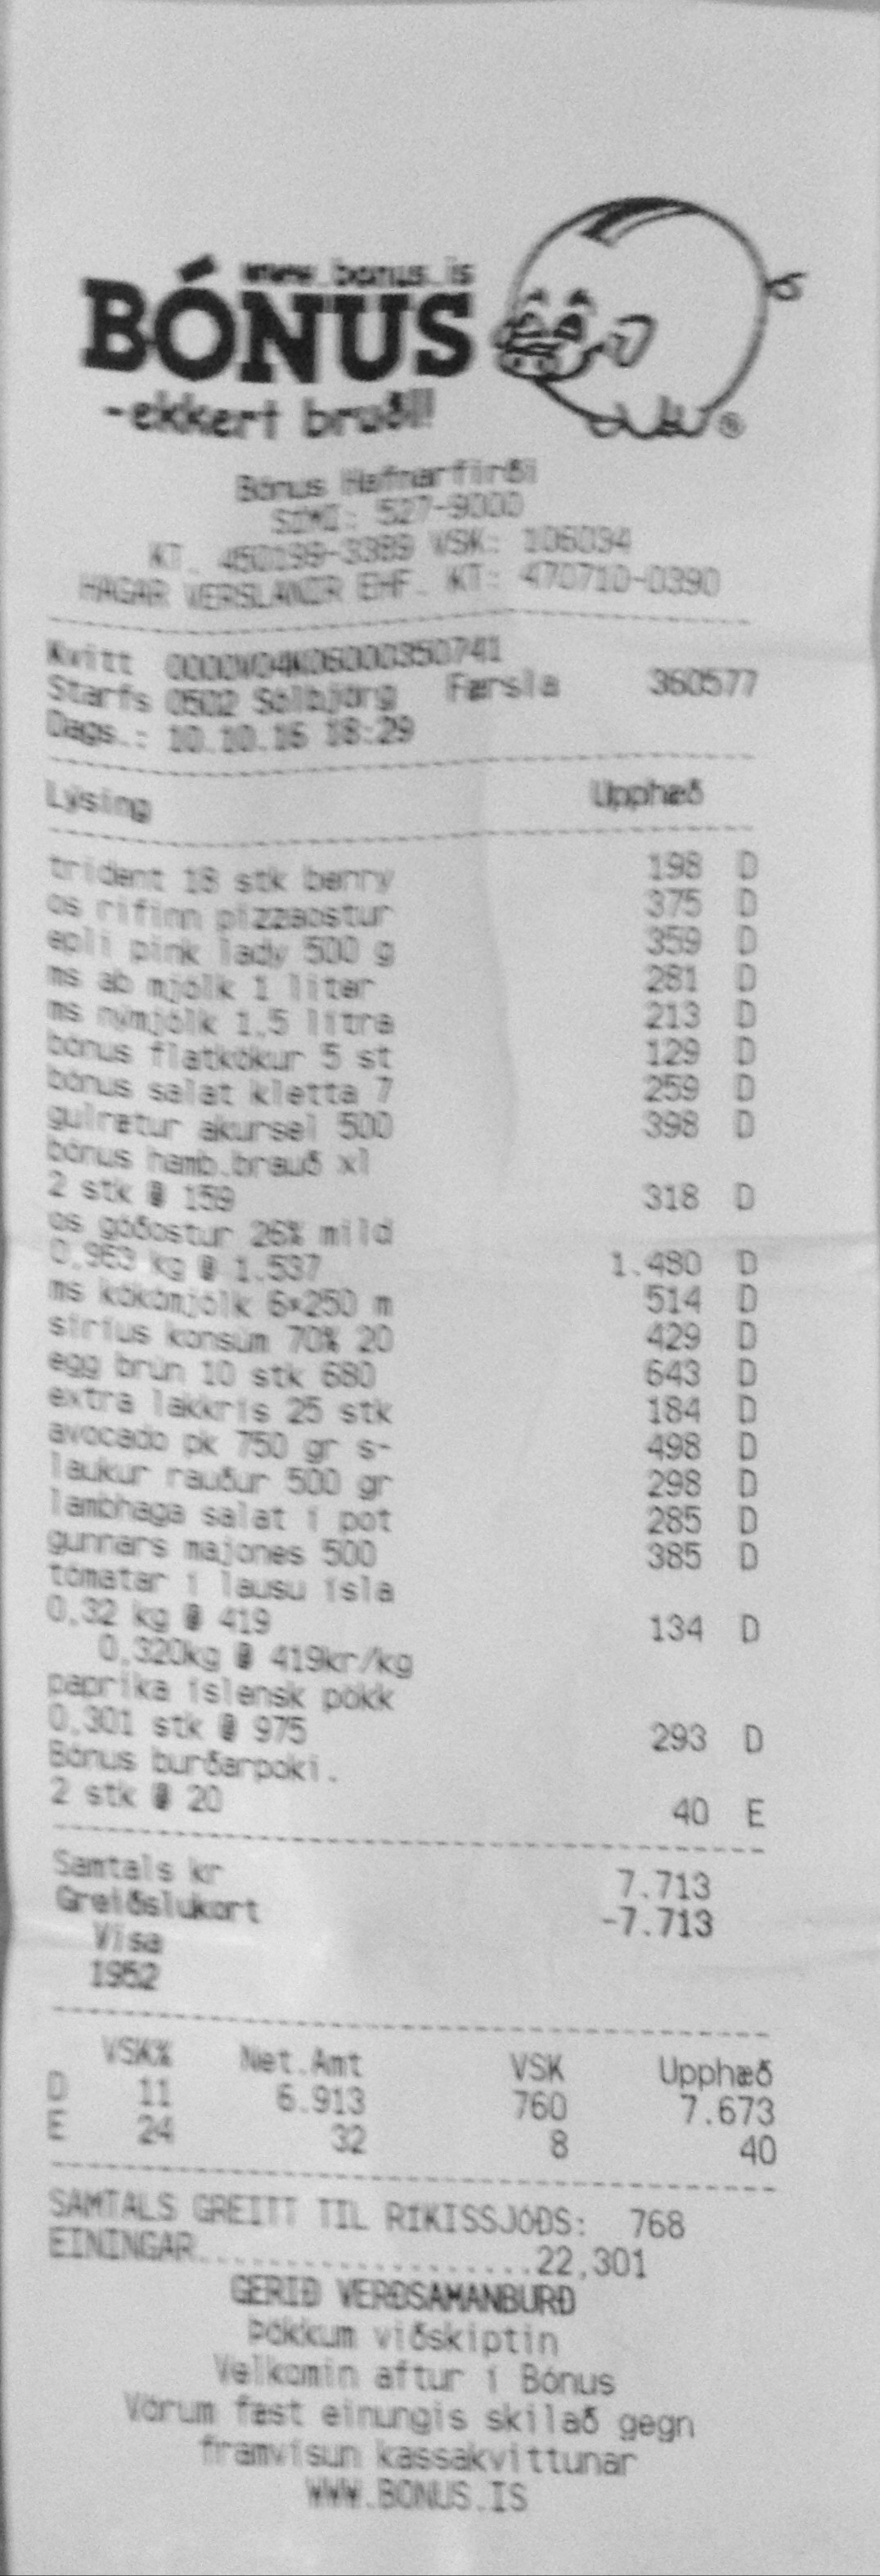 www.bonus.is
BÓNUS
-ekkert bruðl!
Bónus Hafnarfirði
SÍMI: 527-9000
KT. 450199-3389 VSK: 106034
HAGAR VERSLANIR EHF. KT: 470710-0390
Kvitt 0000V04K06000350741
Starfs 0502 Sólbjörg Færsla 360577
Dags.: 10.10.16 18:29
Lýsing Upphæð
trident 18 stk berry 198 D
os rifinn pizzaostur 375 D
epli pink lady 500 g 359 D
ms ab mjólk 1 líter 281 D
ms nýmjólk 1.5 lítra 213 D
bónus flatkökur 5 st 129 D
bónus salat kletta 7 259 D
gulrætur akursel 500 398 D
bónus hamb.brauð xl
2 stk @ 159 318 D
os góðostur 26% mild
0,963 kg @ 1.537 1.480 D
ms kókómjólk 6*250 m 514 D
síríus konsúm 70% 20 429 D
egg brún 10 stk 680 643 D
extra lakkrís 25 stk 184 D
avocado pk 750 gr s- 498 D
laukur rauður 500 gr 298 D
lambhaga salat í pot 285 D
gunnars majones 500 385 D
tómatar í lausu ísla
0,32 kg @ 419 134 D
0,320kg @ 419kr/kg
paprika íslensk pökk
0,301 stk @ 975 293 D
Bónus burðarpoki.
2 stk @ 20 40 E
Samtals kr 7.713
Greiðslukort -7.713
Visa
1952
VSK% Net.Amt VSK Upphæð
D 11 6.913 760 7.673
E 24 32 8 40
SAMTALS GREITT TIL RÍKISSJÓÐS: 768
EININGAR....................22,301
GERIÐ VERÐSAMANBURÐ
Þökkum viðskiptin
Velkomin aftur í Bónus
Vörum fæst einungis skilað gegn
framvísun kassakvittunar
WWW.BONUS.IS